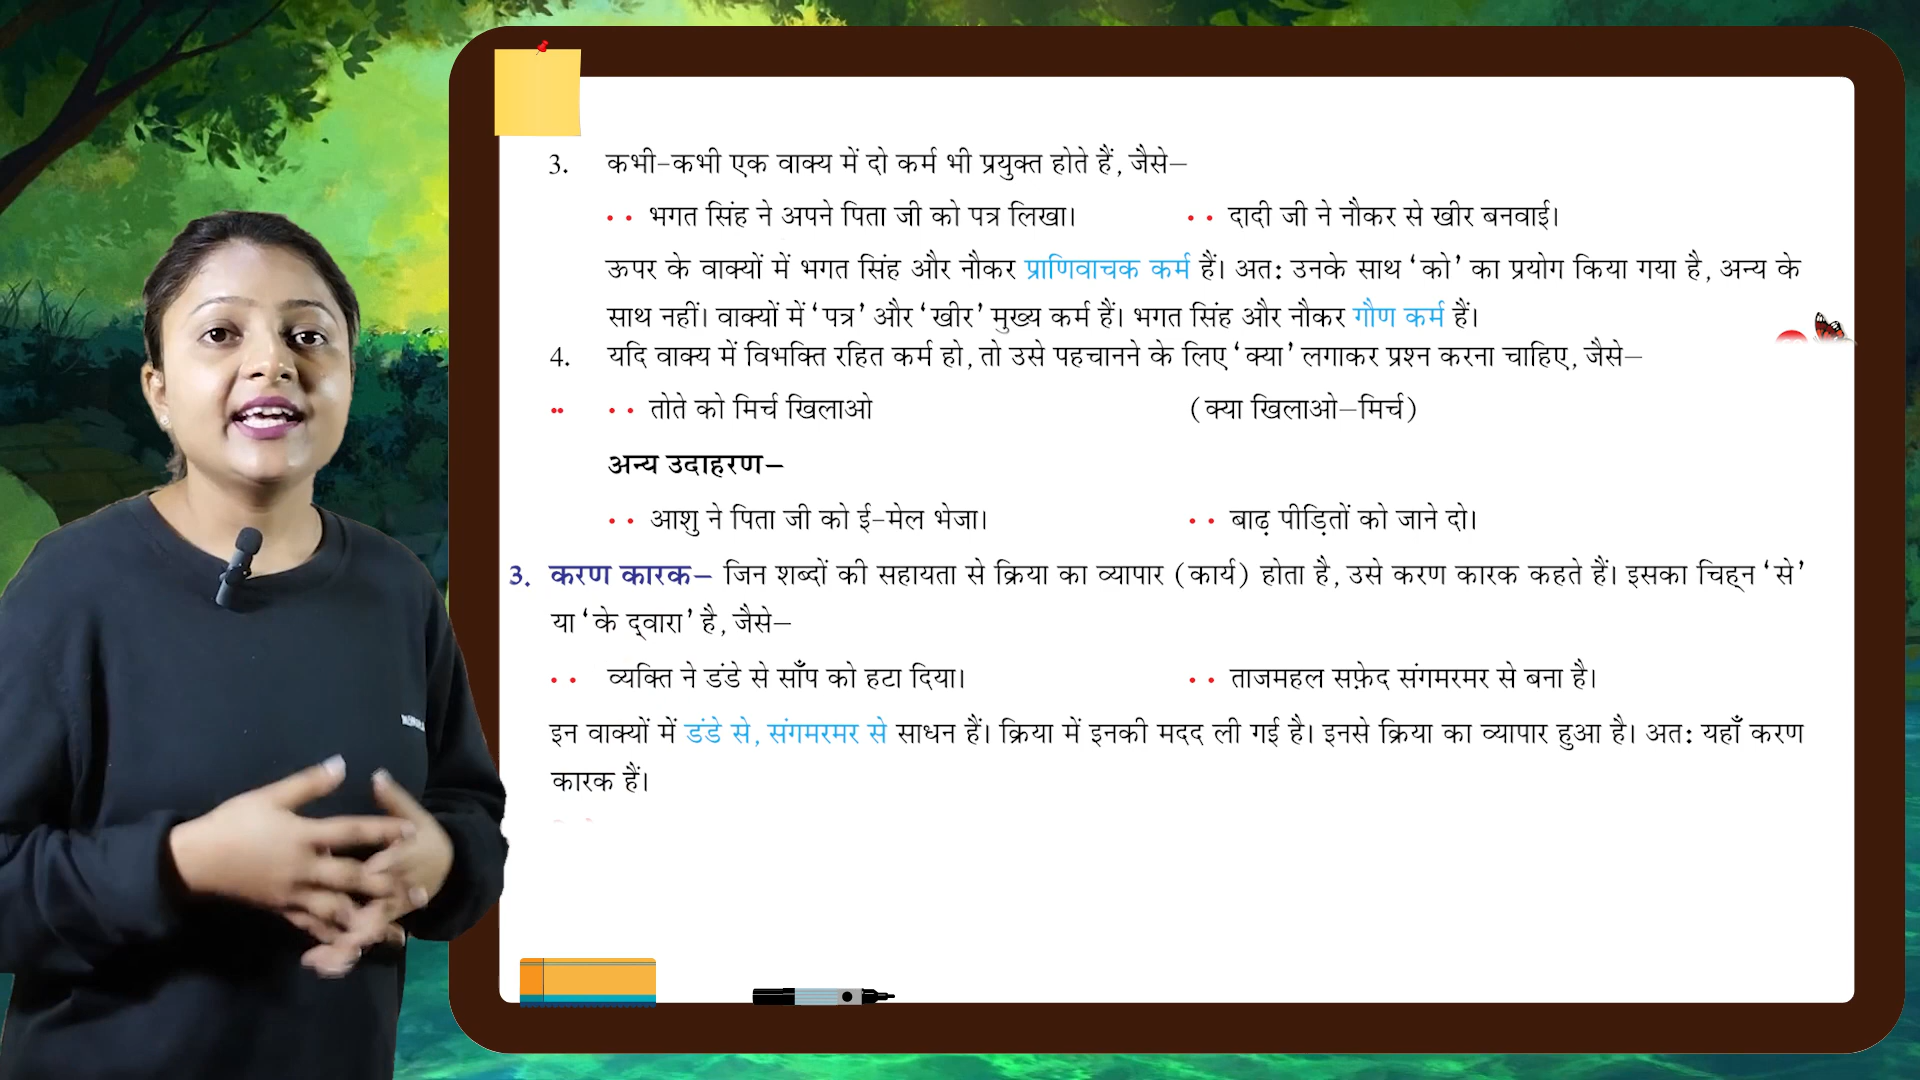 3. कभी-कभी एक वाक्य में दो कर्म भी प्रयुक्त होते हैं, जैसे—
•• भगत सिंह ने अपने पिता जी को पत्र लिखा। •• दादी जी ने नौकर से खीर बनवाई।
ऊपर के वाक्यों में भगत सिंह और नौकर प्राणिवाचक कर्म हैं। अतः उनके साथ ‘को’ का प्रयोग किया गया है, अन्य के
साथ नहीं। वाक्यों में ‘पत्र’ और ‘खीर’ मुख्य कर्म हैं। भगत सिंह और नौकर गौण कर्म हैं।
4. यदि वाक्य में विभक्ति रहित कर्म हो, तो उसे पहचानने के लिए ‘क्या’ लगाकर प्रश्न करना चाहिए, जैसे—
•• •• तोते को मिर्च खिलाओ (क्या खिलाओ—मिर्च)
अन्य उदाहरण—
•• आशु ने पिता जी को ई-मेल भेजा। •• बाढ़ पीड़ितों को जाने दो।
3. करण कारक— जिन शब्दों की सहायता से क्रिया का व्यापार (कार्य) होता है, उसे करण कारक कहते हैं। इसका चिह्न ‘से’
या ‘के द्वारा’ है, जैसे—
•• व्यक्ति ने डंडे से साँप को हटा दिया। •• ताजमहल सफ़ेद संगमरमर से बना है।
इन वाक्यों में डंडे से, संगमरमर से साधन हैं। क्रिया में इनकी मदद ली गई है। इनसे क्रिया का व्यापार हुआ है। अतः यहाँ करण
कारक हैं।